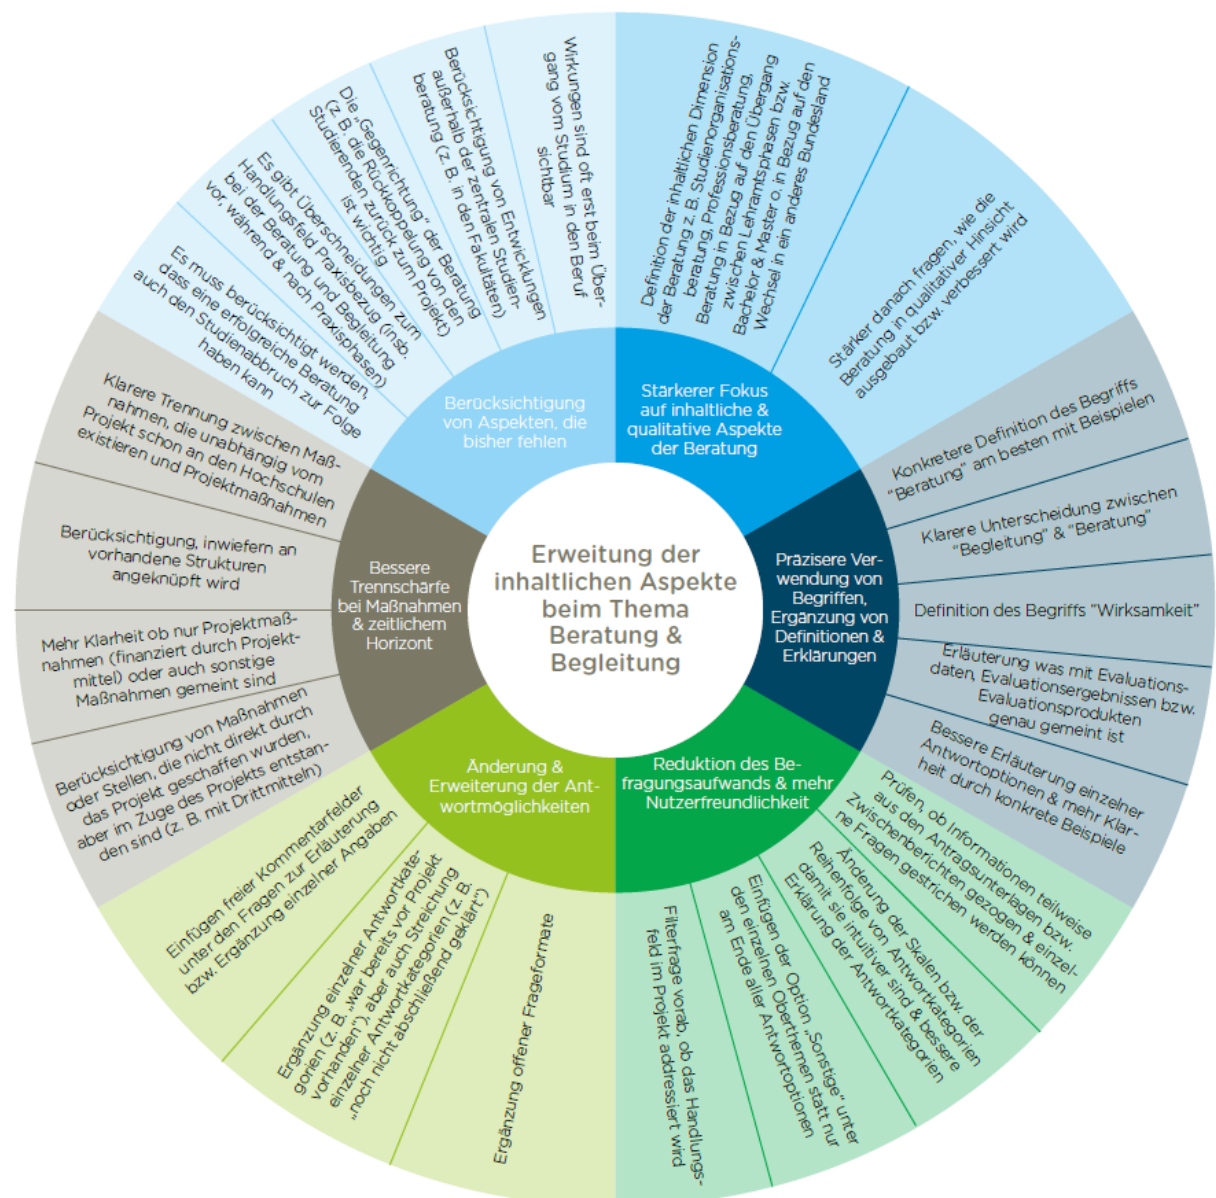 Erweitung der
inhaltlichen Aspekte
beim Thema
Beratung &
Begleitung
Stärkerer Fokus
auf inhaltliche &
qualitative Aspekte
der Beratung
Definition der inhaltlichen Dimension
der Beratung z. B. Studienorganisations-
beratung, Professionsberatung,
Beratung in Bezug auf den Übergang
zwischen Lehramtsphasen bzw.
Bachelor & Master o. in Bezug auf den
Wechsel in ein anderes Bundesland
Stärker danach fragen, wie die
Beratung in qualitativer Hinsicht
ausgebaut bzw. verbessert wird
Präzisere Ver-
wendung von
Begriffen,
Ergänzung von
Definitionen &
Erklärungen
Konkretere Definition des Begriffs
"Beratung" am besten mit Beispielen
Klarere Unterscheidung zwischen
"Begleitung" & "Beratung"
Definition des Begriffs "Wirksamkeit"
Erläuterung was mit Evaluations-
daten, Evaluationsergebnissen bzw.
Evaluationsprodukten
genau gemeint ist
Bessere Erläuterung einzelner
Antwortoptionen & mehr Klar-
heit durch konkrete Beispiele
Reduktion des Be-
fragungsaufwands & mehr
Nutzerfreundlichkeit
Prüfen, ob Informationen teilweise
aus den Antragsunterlagen bzw.
Zwischenberichten gezogen & einzel-
ne Fragen gestrichen werden können
Änderung der Skalen bzw. der
Reihenfolge von Antwortkategorien
damit sie intuitiver sind & bessere
Erklärung der Antwortkategorien
Einfügen der Option „Sonstige" unter
den einzelnen Oberthemen statt nur
am Ende aller Antwortoptionen
Filterfrage vorab, ob das Handlungs-
feld im Projekt addressiert wird
Änderung &
Erweiterung der Ant-
wortmöglichkeiten
Ergänzung offener Frageformate
Ergänzung einzelner Antwortkate-
gorien (z. B. „war bereits vor Projekt
vorhanden"), aber auch Streichung
einzelner Antwortkategorien (z. B.
„noch nicht abschließend geklärt")
Einfügen freier Kommentarfelder
unter den Fragen zur Erläuterung
bzw. Ergänzung einzelner Angaben
Bessere
Trennschärfe
bei Maßnahmen
& zeitlichem
Horizont
Berücksichtigung von Maßnahmen
oder Stellen, die nicht direkt durch
das Projekt geschaffen wurden,
aber im Zuge des Projekts entstan-
den sind (z. B. mit Drittmitteln)
Mehr Klarheit ob nur Projektmaß-
nahmen (finanziert durch Projekt-
mittel) oder auch sonstige
Maßnahmen gemeint sind
Berücksichtigung, inwiefern an
vorhandene Strukturen
angeknüpft wird
Klarere Trennung zwischen Maß-
nahmen, die unabhängig vom
Projekt schon an den Hochschulen
existieren und Projektmaßnahmen
Berücksichtigung
von Aspekten, die
bisher fehlen
Es muss berücksichtigt werden,
dass eine erfolgreiche Beratung
auch den Studienabbruch zur Folge
haben kann
Es gibt Überschneidungen zum
Handlungsfeld Praxisbezug (insb.
bei der Beratung und Begleitung
vor, während & nach Praxisphasen)
Die „Gegenrichtung" der Beratung
(z. B. die Rückkoppelung von den
Studierenden zurück zum Projekt)
ist wichtig
Berücksichtigung von Entwicklungen
außerhalb der zentralen Studien-
beratung (z. B. in den Fakultäten)
Wirkungen sind oft erst beim Über-
gang vom Studium in den Beruf
sichtbar